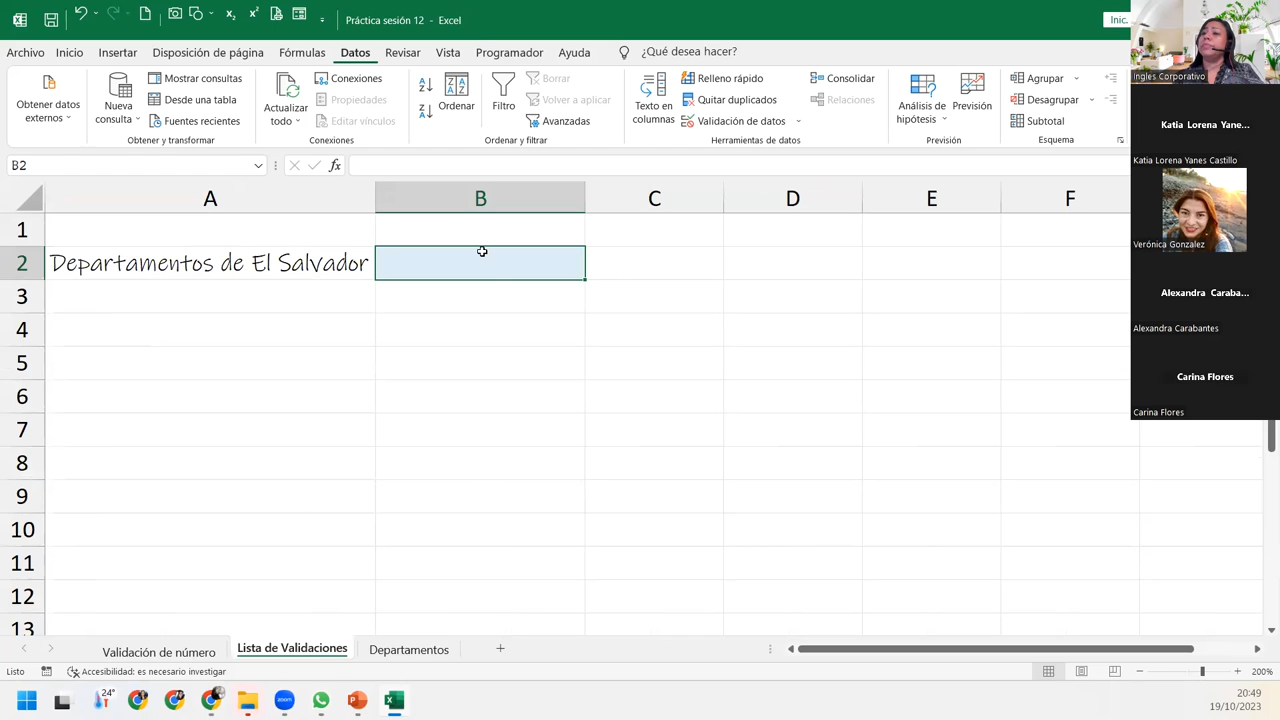 Práctica sesión 12 - Excel
Inic.
Archivo Inicio Insertar Disposición de página Fórmulas Datos Revisar Vista Programador Ayuda ¿Qué desea hacer?
Obtener datos externos
Nueva consulta
Mostrar consultas
Desde una tabla
Fuentes recientes
Obtener y transformar
Actualizar todo
Conexiones
Propiedades
Editar vínculos
Conexiones
Ordenar
Filtro
Borrar
Volver a aplicar
Avanzadas
Ordenar y filtrar
Texto en columnas
Relleno rápido
Quitar duplicados
Validación de datos
Consolidar
Relaciones
Herramientas de datos
Análisis de hipótesis
Previsión
Previsión
Agrupar
Desagrupar
Subtotal
Esquema
B2
fx
A B C D E F
1
2 Departamentos de El Salvador
3
4
5
6
7
8
9
10
11
12
13
Ingles Corporativo
Katia Lorena Yane...
Katia Lorena Yanes Castillo
Verónica Gonzalez
Alexandra Caraba...
Alexandra Carabantes
Carina Flores
Carina Flores
Validación de número Lista de Validaciones Departamentos
Listo Accesibilidad: es necesario investigar 200%
24°
zoom
20:49
19/10/2023